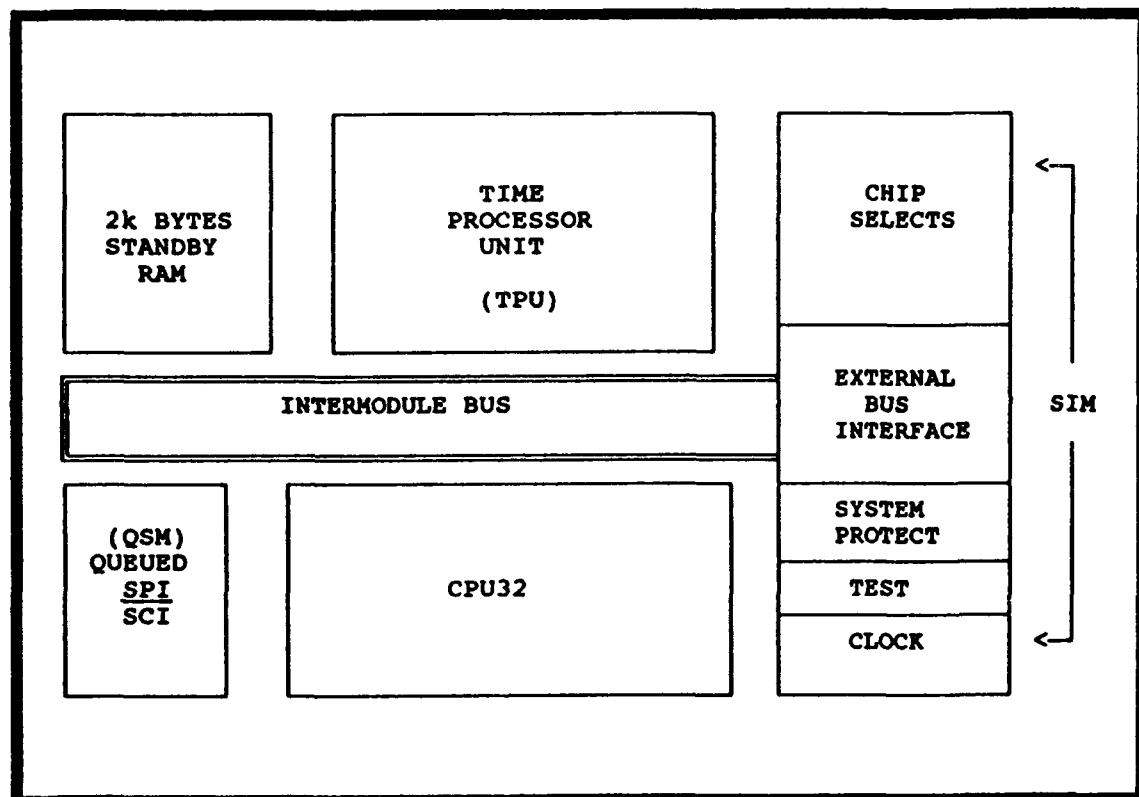 2k BYTES
STANDBY
RAM
TIME
PROCESSOR
UNIT
(TPU)
CHIP
SELECTS
INTERMODULE BUS
EXTERNAL
BUS
INTERFACE
SIM
(QSM)
QUEUED
SPI
SCI
CPU32
SYSTEM
PROTECT
TEST
CLOCK